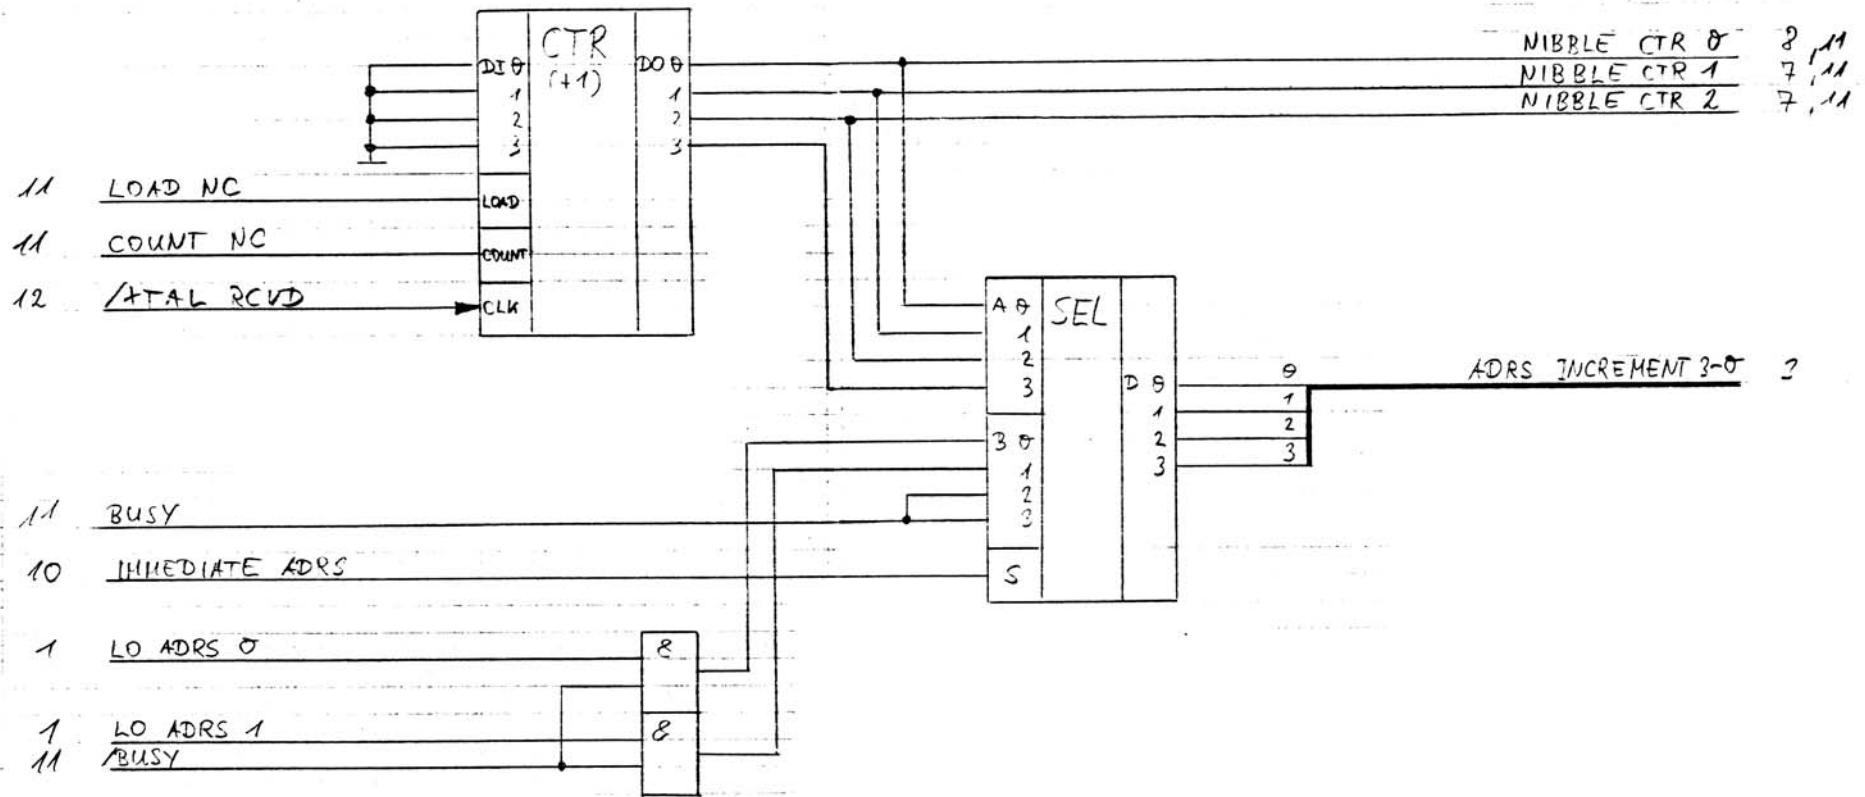 CTR
(+1)
DI 0
1
2
3
DO 0
1
2
3
LOAD
COUNT
CLK
NIBBLE CTR 0 8,11
NIBBLE CTR 1 7,11
NIBBLE CTR 2 7,11
11 LOAD NC
11 COUNT NC
12 /ATAL RCVD
SEL
A 0
1
2
3
B 0
1
2
3
S
D 0
1
2
3
0
1
2
3
ADRS INCREMENT 3-0
11 BUSY
10 IMMEDIATE ADRS
1 LO ADRS 0
&
1 LO ADRS 1
&
11 /BUSY